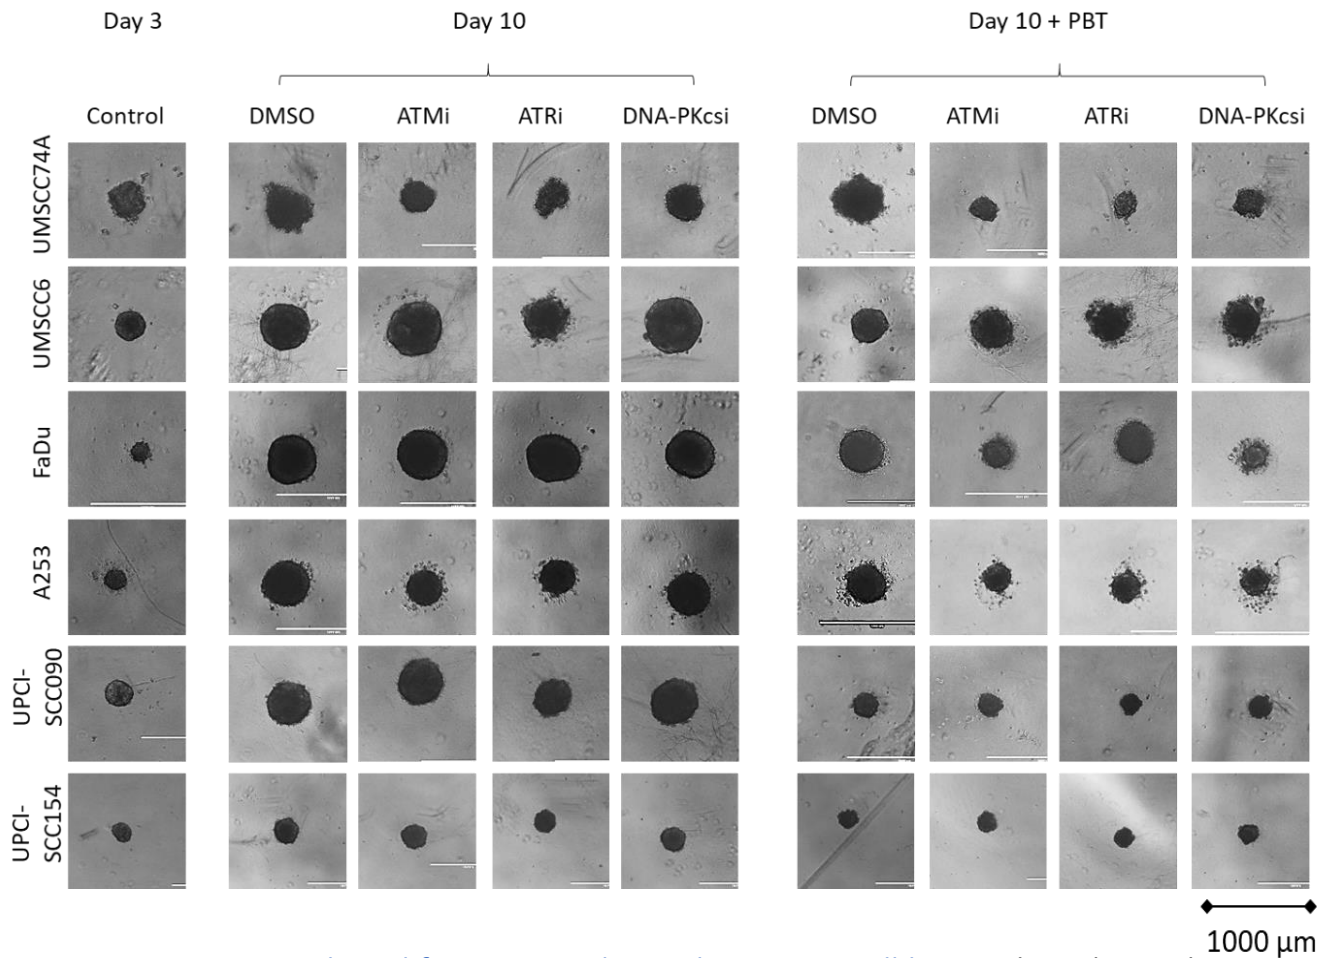 Day 3 Day 10 Day 10 + PBT
Control DMSO ATMi ATRi DNA-PKcsi DMSO ATMi ATRi DNA-PKcsi
UMSCC74A
UMSCC6
FaDu
A253
UPCI-
SCC090
UPCI-
SCC154
1000 µm